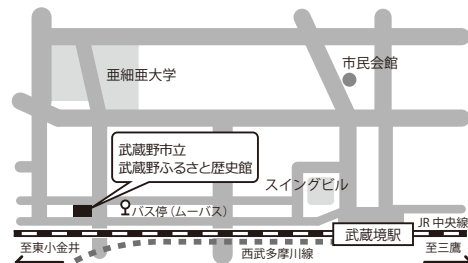 亜細亜大学
市民会館
武蔵野市立
武蔵野ふるさと歴史館
スイングビル
バス停（ムーバス）
JR中央線
武蔵境駅
至東小金井
西武多摩川線
至三鷹